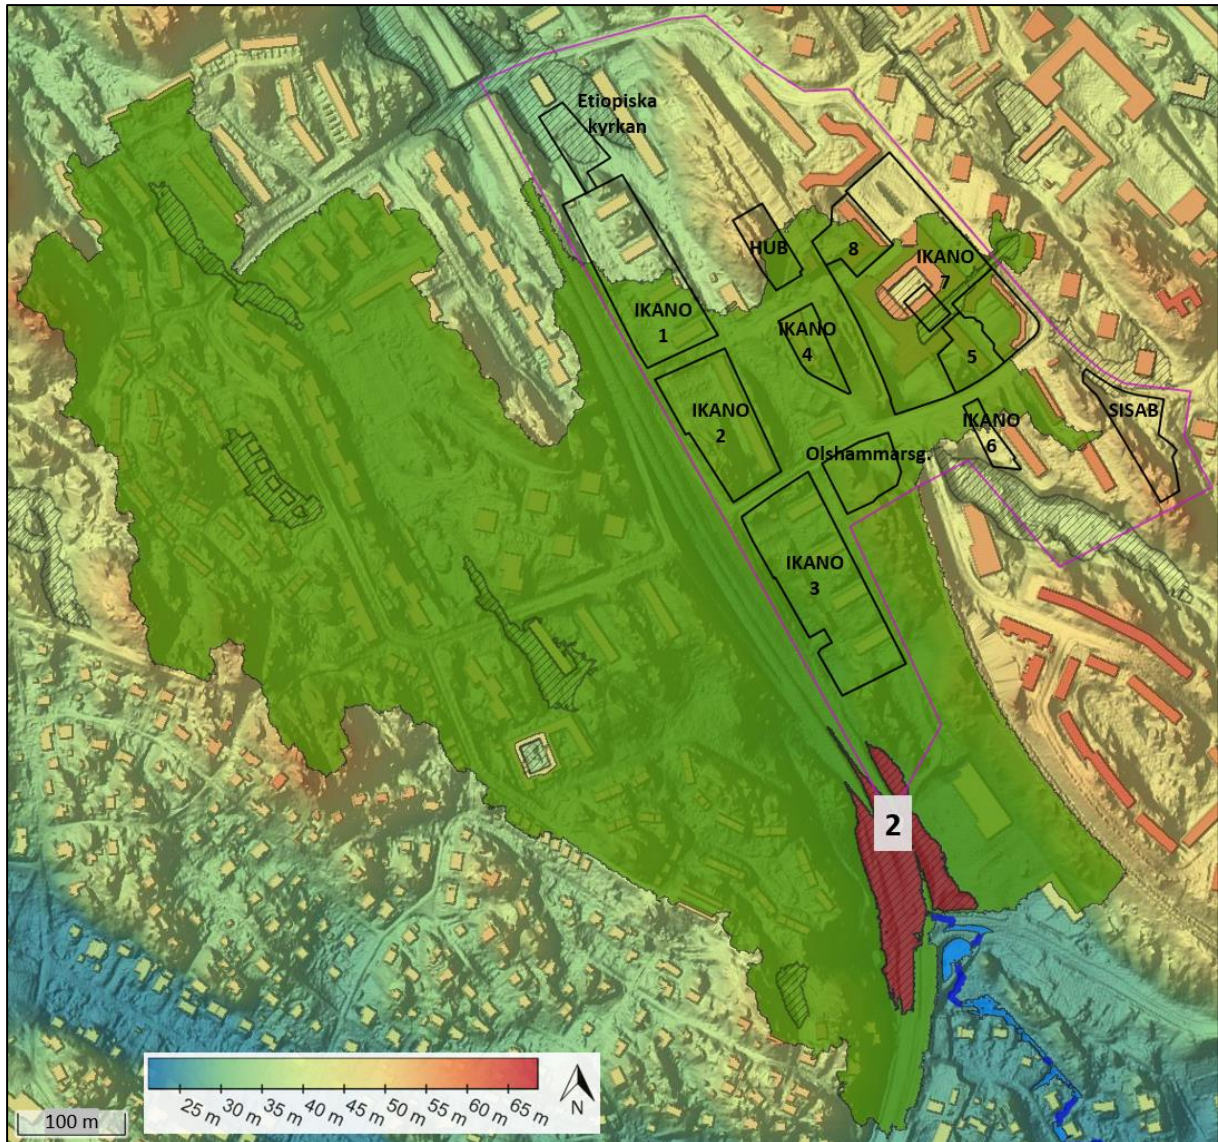 Etiopiska
kyrkan
HUB
8
IKANO
7
IKANO
1
IKANO
4
5
IKANO
2
SISAB
IKANO
6
Olshammarsg.
IKANO
3
2
25 m 30 m 35 m 40 m 45 m 50 m 55 m 60 m 65 m
N
100 m